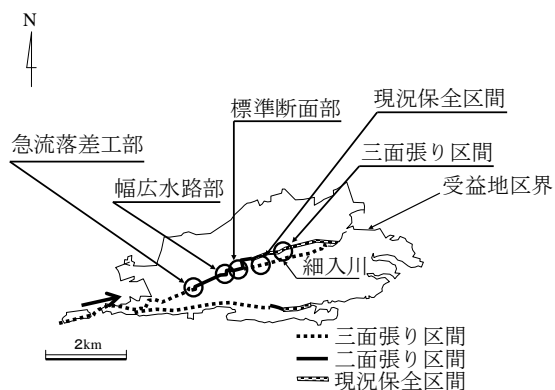 N
現況保全区間
標準断面部
三面張り区間
急流落差工部
幅広水路部
受益地区界
細入川
三面張り区間
二面張り区間
現況保全区間
2km